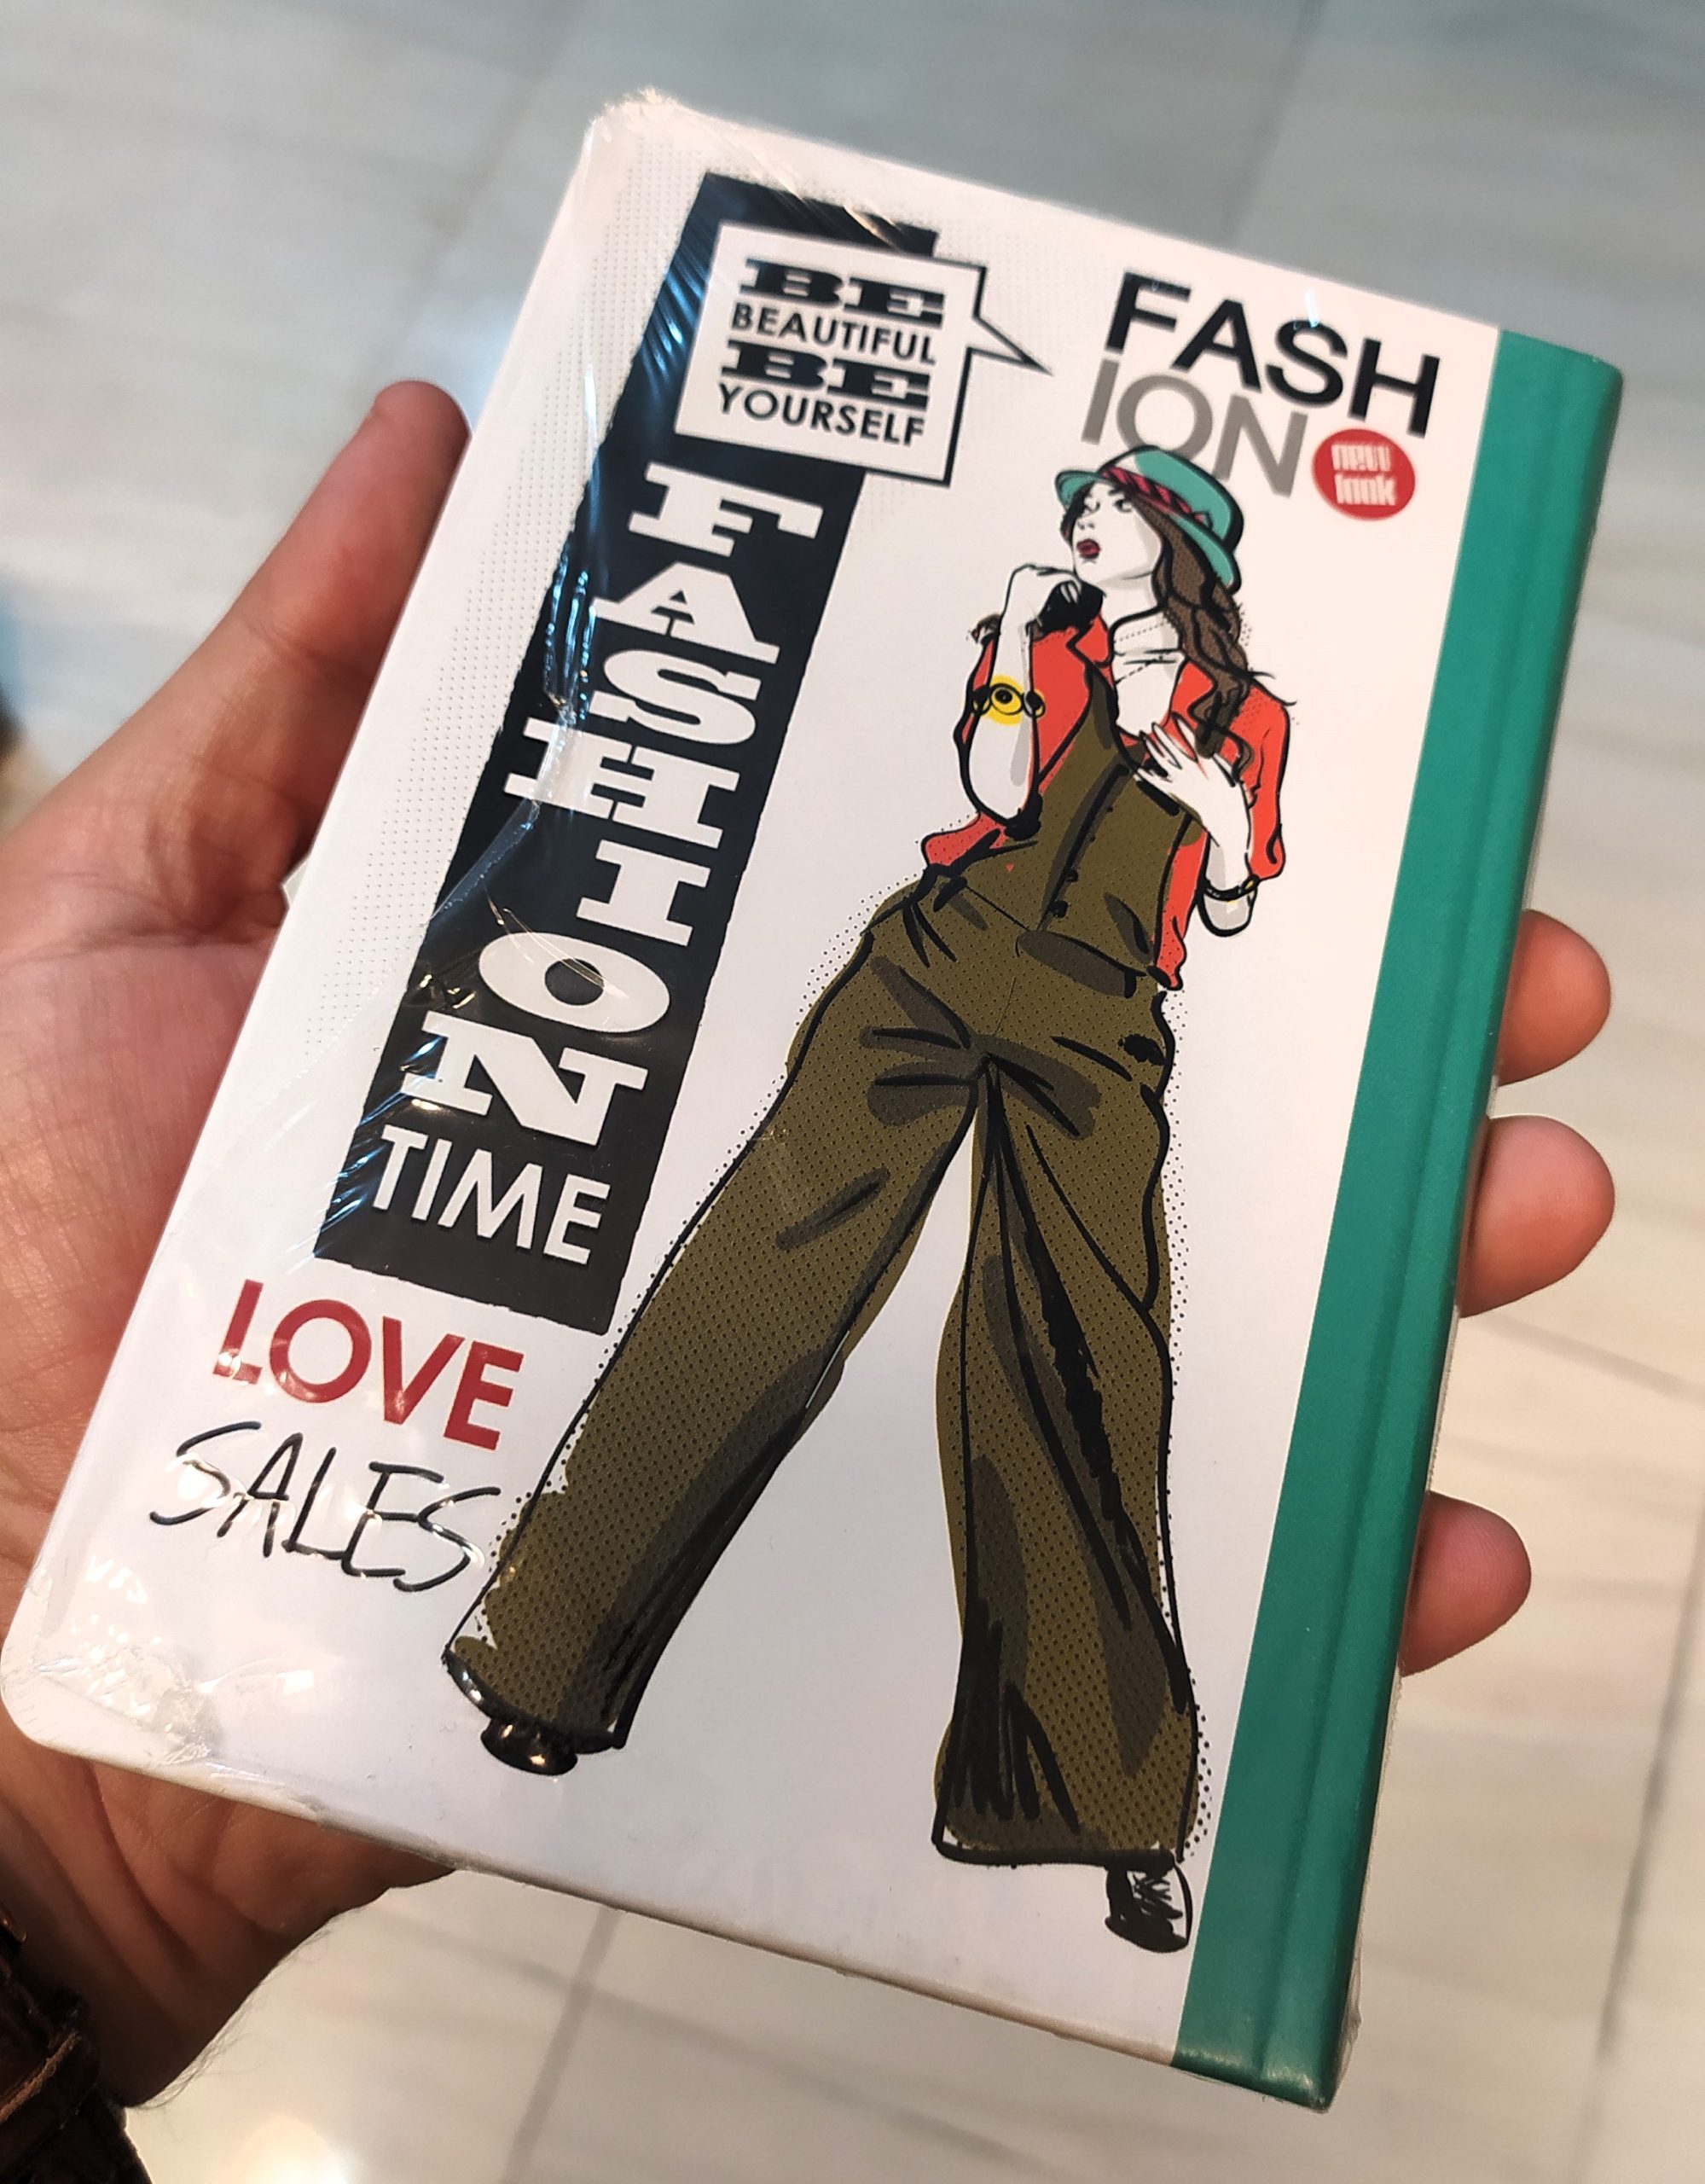 BE
BEAUTIFUL
BE
YOURSELF
FASH
ION
new
look
FASHION
TIME
LOVE
SALES